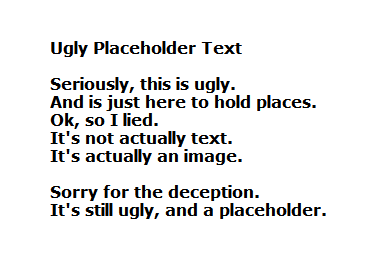 Ugly Placeholder Text
Seriously, this is ugly.
And is just here to hold places.
Ok, so I lied.
It's not actually text.
It's actually an image.
Sorry for the deception.
It's still ugly, and a placeholder.